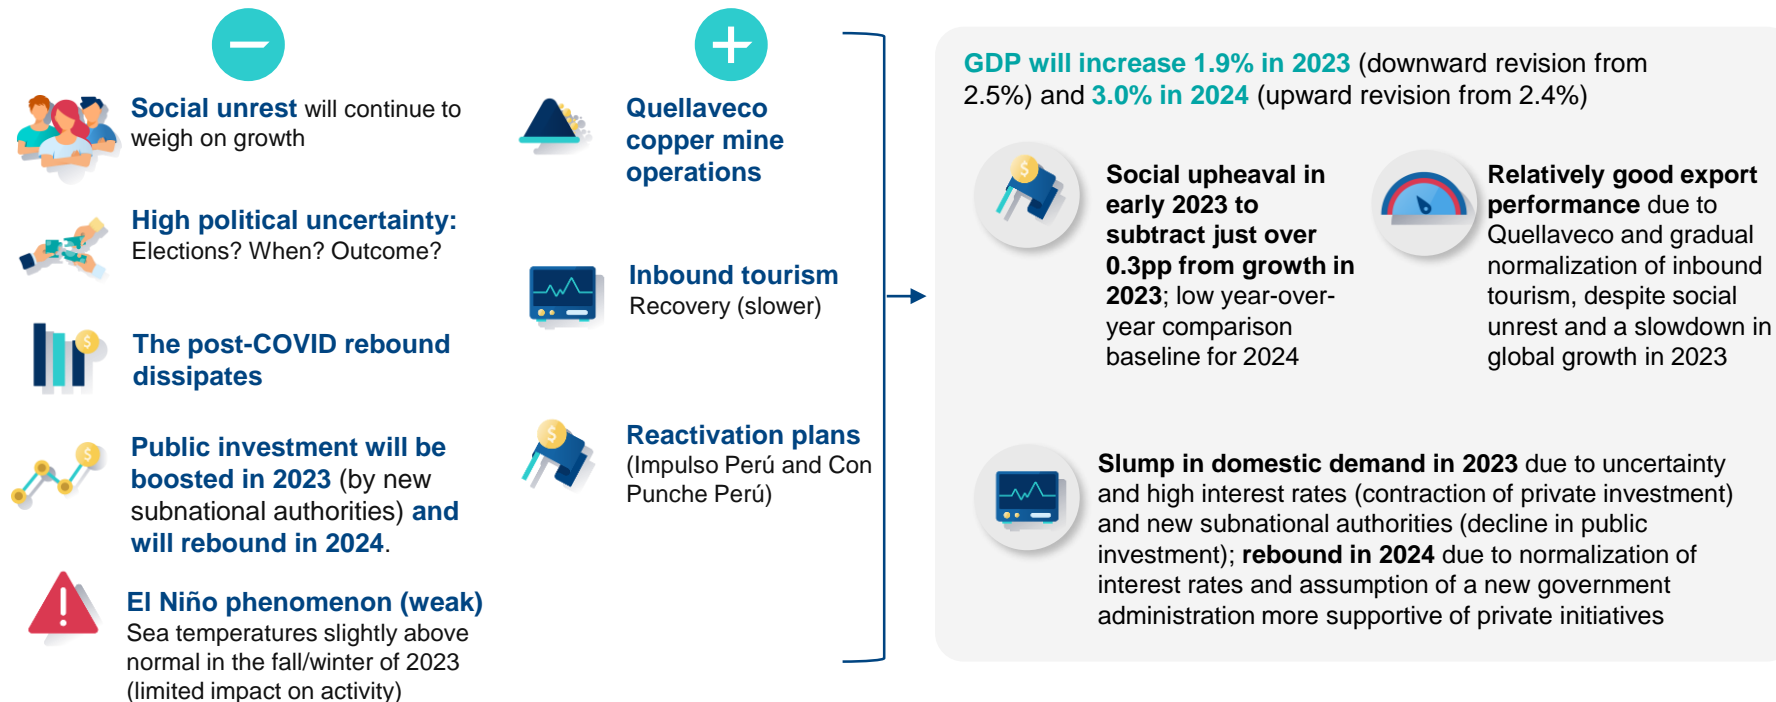 Social unrest will continue to
weigh on growth
High political uncertainty:
Elections? When? Outcome?
The post-COVID rebound
dissipates
Public investment will be
boosted in 2023 (by new
subnational authorities) and
will rebound in 2024.
El Niño phenomenon (weak)
Sea temperatures slightly above
normal in the fall/winter of 2023
(limited impact on activity)
Quellaveco
copper mine
operations
Inbound tourism
Recovery (slower)
Reactivation plans
(Impulso Perú and Con
Punche Perú)
GDP will increase 1.9% in 2023 (downward revision from
2.5%) and 3.0% in 2024 (upward revision from 2.4%)
Social upheaval in
early 2023 to
subtract just over
0.3pp from growth in
2023; low year-over-
year comparison
baseline for 2024
Relatively good export
performance due to
Quellaveco and gradual
normalization of inbound
tourism, despite social
unrest and a slowdown in
global growth in 2023
Slump in domestic demand in 2023 due to uncertainty
and high interest rates (contraction of private investment)
and new subnational authorities (decline in public
investment); rebound in 2024 due to normalization of
interest rates and assumption of a new government
administration more supportive of private initiatives